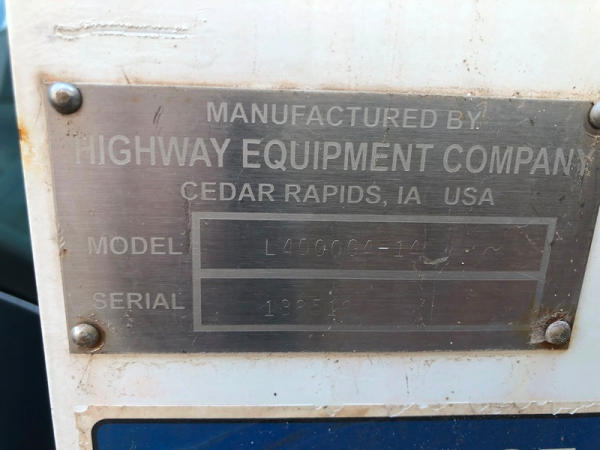 MANUFACTURED BY
HIGHWAY EQUIPMENT COMPANY
CEDAR RAPIDS, IA USA
MODEL
SERIAL